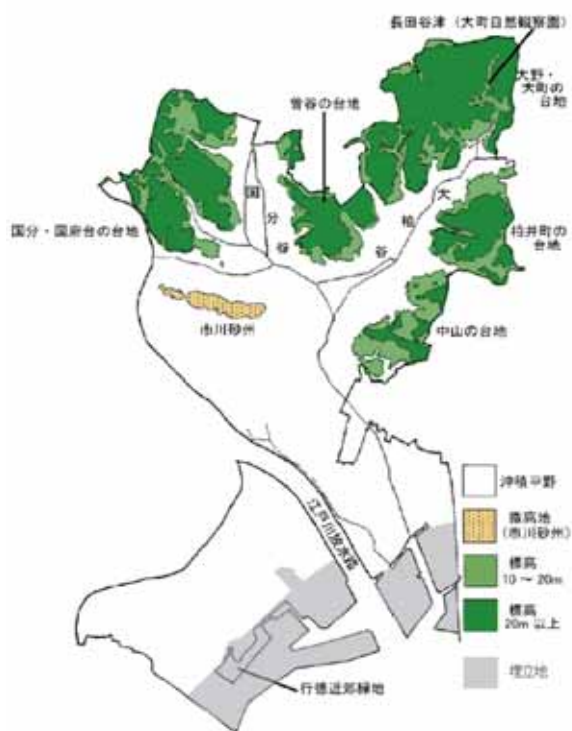 長田谷津（大町自然観察園）
大野・
大町の
台地
曽谷の台地
国分谷
大柏谷
国分・国府台の台地
柏井町の
台地
市川砂州
中山の台地
江戸川放水路
行徳近郊緑地
沖積平野
微高地
(市川砂州)
標高
10～20m
標高
20m以上
埋立地